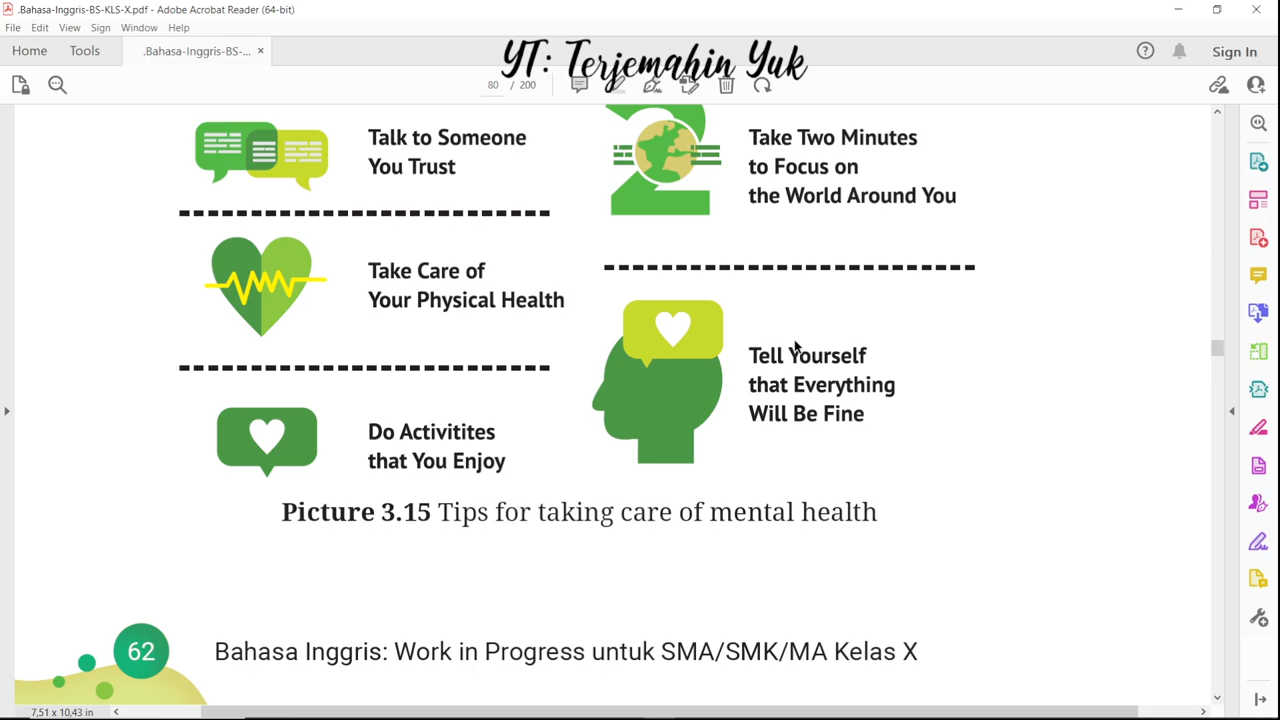 .Bahasa-Inggris-BS-KLS-X.pdf - Adobe Acrobat Reader (64-bit)
File Edit View Sign Window Help
Home Tools .Bahasa-Inggris-BS-... × Sign In
YT: Terjemahin Yuk
80 / 200
Talk to Someone
You Trust
Take Care of
Your Physical Health
Do Activitites
that You Enjoy
2
Take Two Minutes
to Focus on
the World Around You
Tell Yourself
that Everything
Will Be Fine
Picture 3.15 Tips for taking care of mental health
62 Bahasa Inggris: Work in Progress untuk SMA/SMK/MA Kelas X
7,51 x 10,43 in